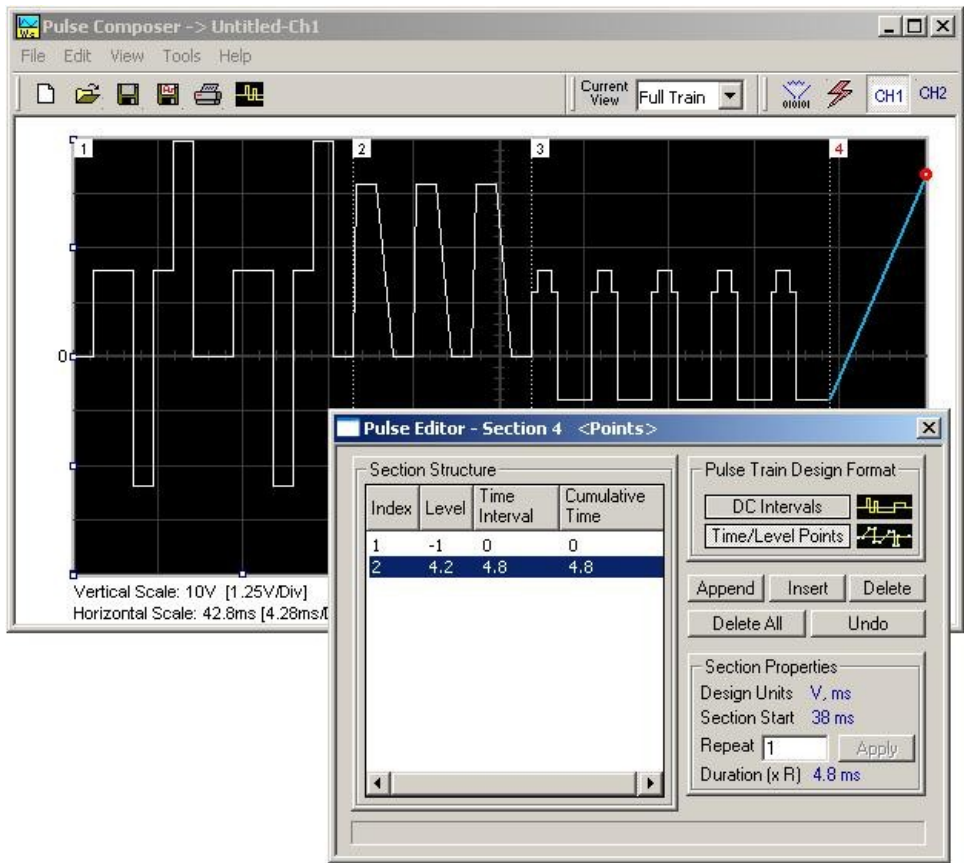 Pulse Composer -> Untitled-Ch1
File Edit View Tools Help
Current View Full Train
010101
CH1 CH2
1 2 3 4
0
Vertical Scale: 10V [1.25V/Div]
Horizontal Scale: 42.8ms [4.28ms/
Pulse Editor - Section 4 <Points>
Section Structure
Index Level Time Interval Cumulative Time
1 -1 0 0
2 4.2 4.8 4.8
Pulse Train Design Format
DC Intervals
Time/Level Points
Append Insert Delete
Delete All Undo
Section Properties
Design Units V, ms
Section Start 38 ms
Repeat 1 Apply
Duration (x R) 4.8 ms